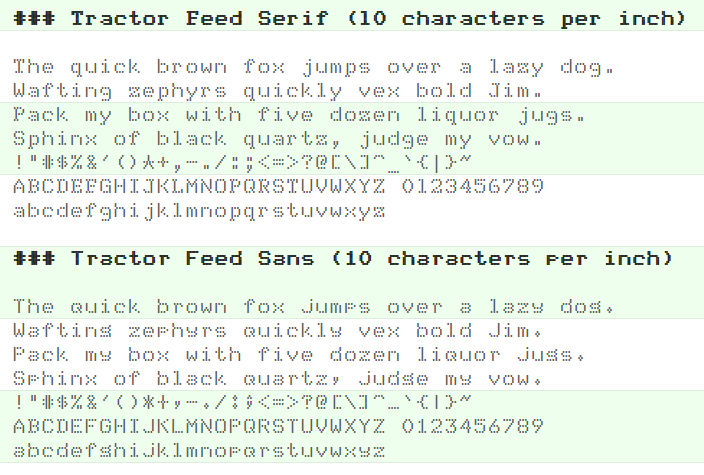 ### Tractor Feed Serif (10 characters per inch)
The quick brown fox jumps over a lazy dog.
Wafting zephyrs quickly vex bold Jim.
Pack my box with five dozen liquor jugs.
Sphinx of black quartz, judge my vow.
!"#$%&'()*+,-./:;<=>?@[\]^_`{|}~
ABCDEFGHIJKLMNOPQRSTUVWXYZ 0123456789
abcdefghijklmnopqrstuvwxyz
### Tractor Feed Sans (10 characters per inch)
The quick brown fox jumps over a lazy dog.
Wafting zephyrs quickly vex bold Jim.
Pack my box with five dozen liquor jugs.
Sphinx of black quartz, judge my vow.
!"#$%&'()*+,-./:;<=>?@[\]^_`{|}~
ABCDEFGHIJKLMNOPQRSTUVWXYZ 0123456789
abcdefghijklmnopqrstuvwxyz